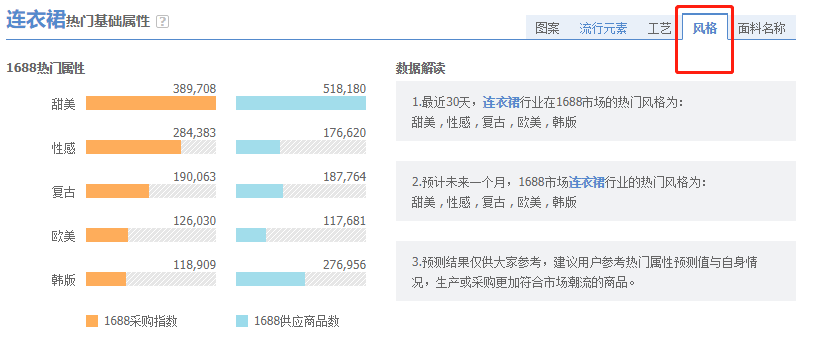 连衣裙热门基础属性 ?
图案 流行元素 工艺 风格 面料名称
1688热门属性
389,708 518,180
甜美
284,383 176,620
性感
190,063 187,764
复古
126,030 117,681
欧美
118,909 276,956
韩版
1688采购指数 1688供应商品数
数据解读
1.最近30天，连衣裙行业在1688市场的热门风格为：
甜美，性感，复古，欧美，韩版
2.预计未来一个月，1688市场连衣裙行业的热门风格为：
甜美，性感，复古，欧美，韩版
3.预测结果仅供大家参考，建议用户参考热门属性预测值与自身情
况，生产或采购更加符合市场潮流的商品。